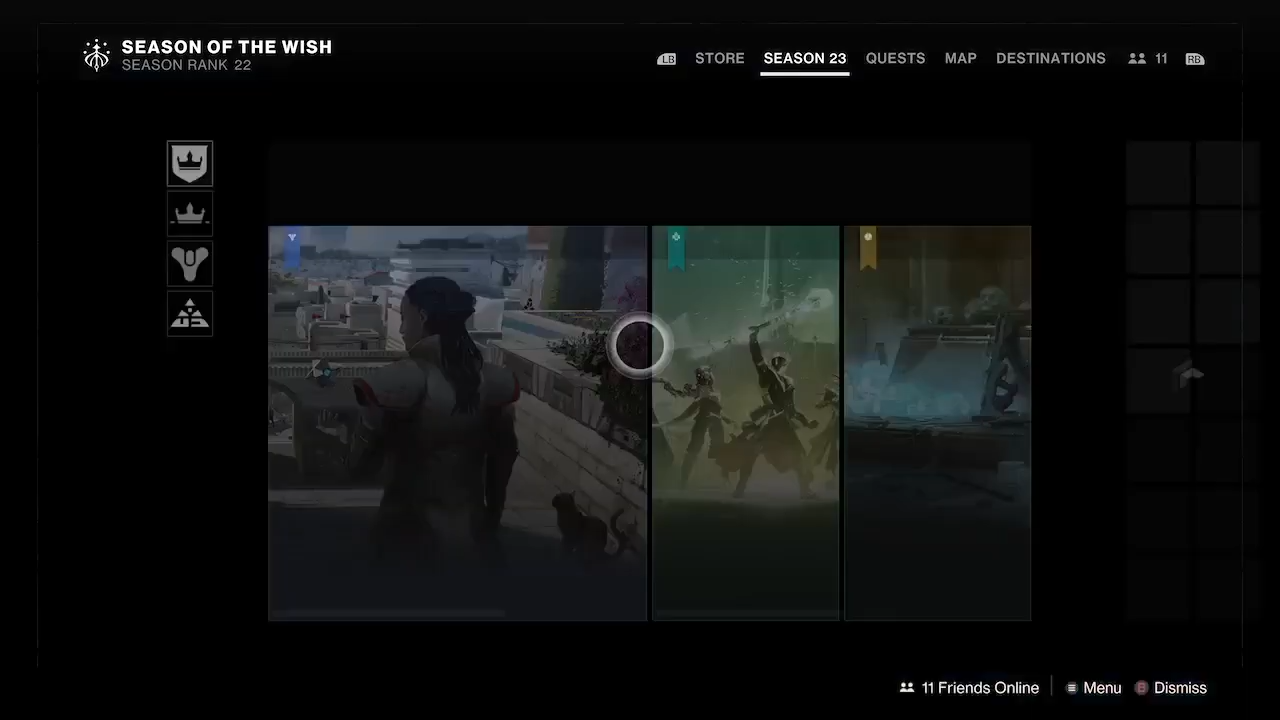 SEASON OF THE WISH
SEASON RANK 22
LB STORE SEASON 23 QUESTS MAP DESTINATIONS 11 RB
11 Friends Online Menu B Dismiss